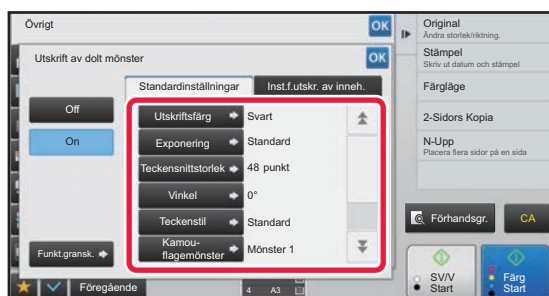 Övrigt
OK
Utskrift av dolt mönster
OK
Standardinställningar
Inst.f.utskr. av inneh.
Off
On
Utskriftsfärg
Svart
Exponering
Standard
Teckensnittstorlek
48 punkt
Vinkel
0°
Teckenstil
Standard
Kamou-
flagemönster
Mönster 1
Funkt.gransk.
Föregående
4 A3
Original
Ändra storlek/riktning.
Stämpel
Skriv ut datum och stämpel
Färgläge
2-Sidors Kopia
N-Upp
Placera flera sidor på en sida
Förhandsgr.
CA
SV/V
Start
Färg
Start